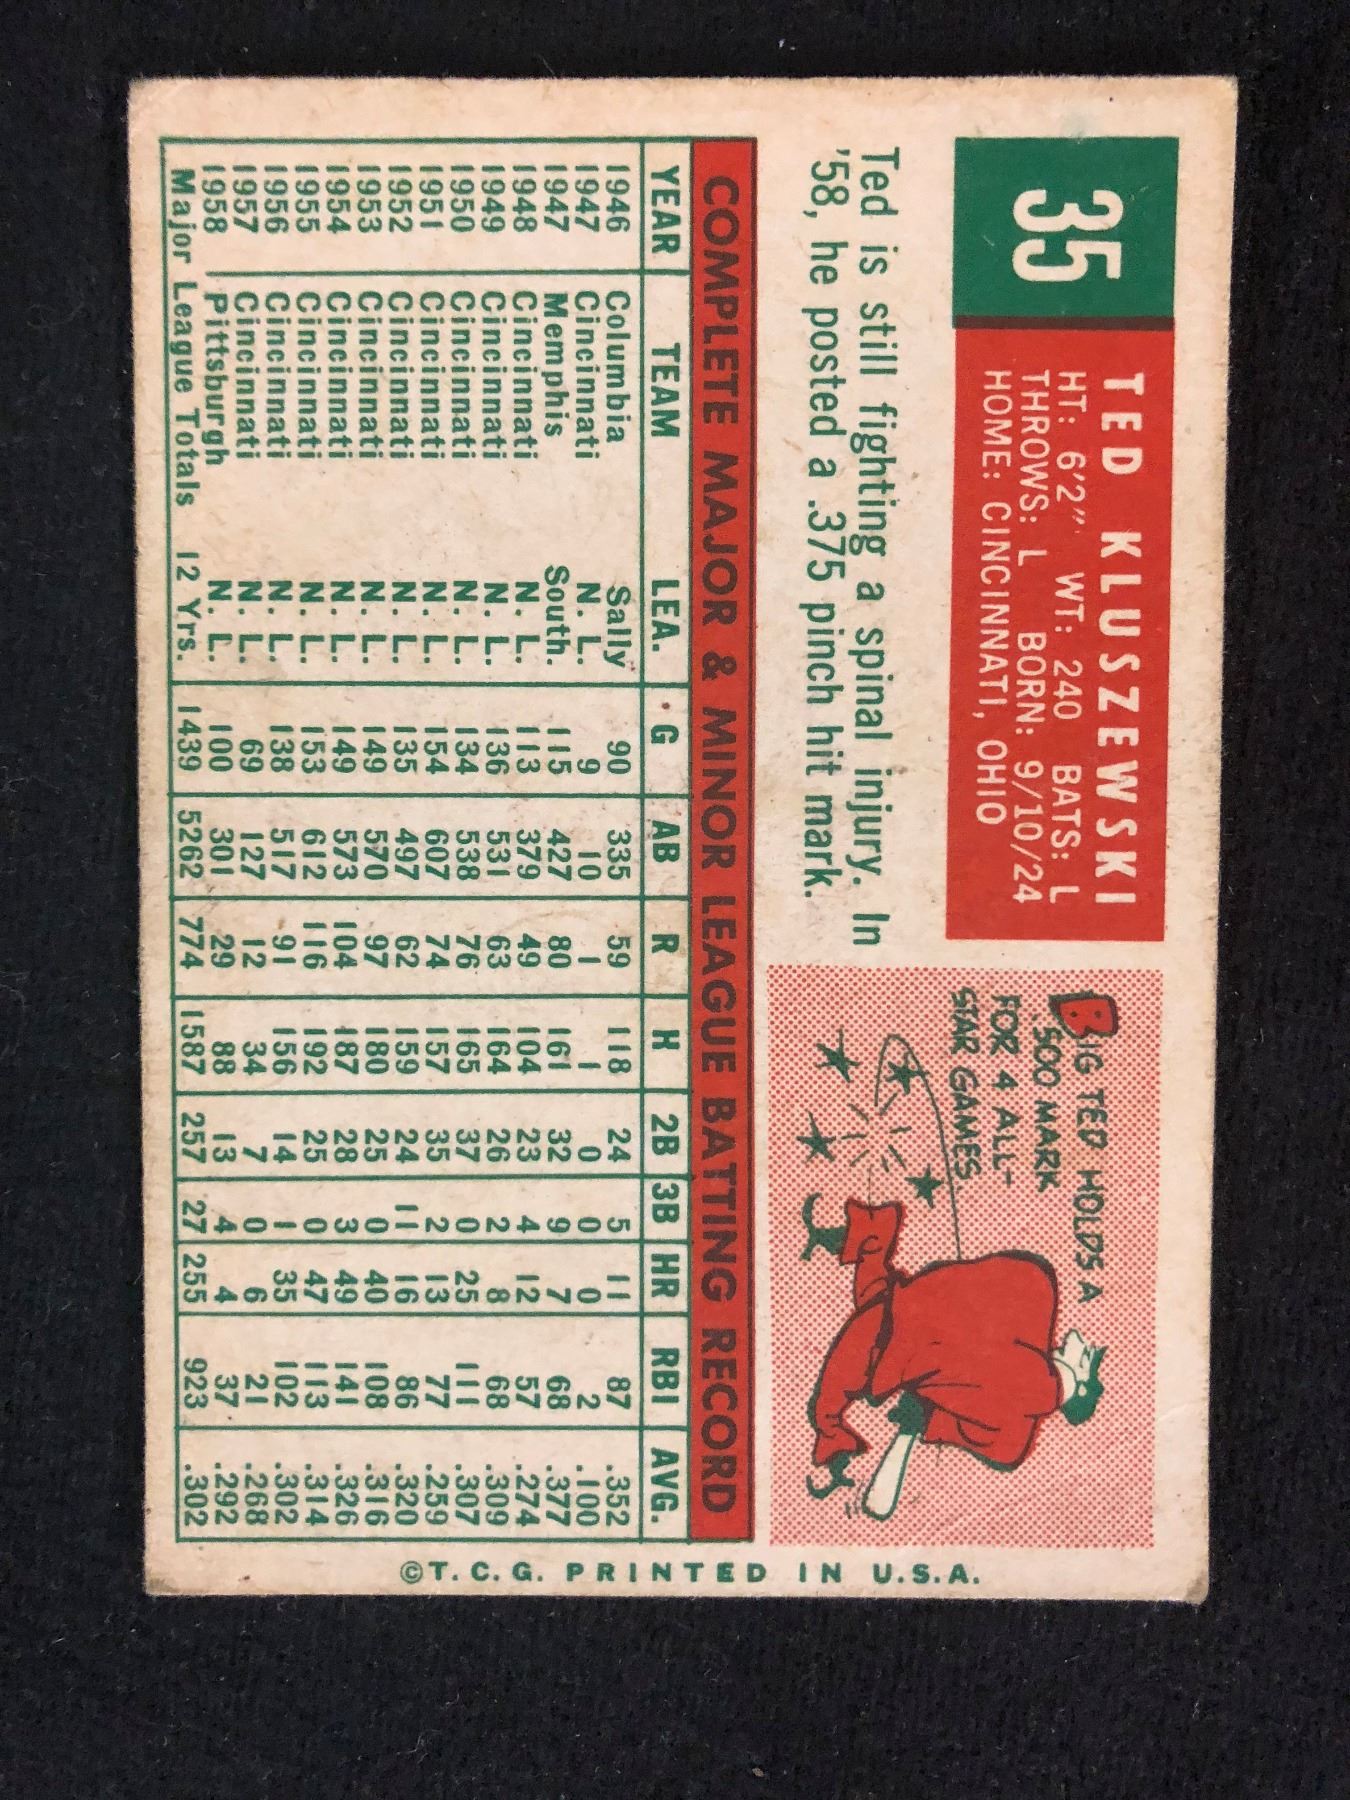 35
TED KLUSZEWSKI
HT: 6'2" WT: 240 BATS: L
THROWS: L BORN: 9/10/24
HOME: CINCINNATI, OHIO
Ted is still fighting a spinal injury. In
'58, he posted a .375 pinch hit mark.
BIG TED HOLDS A
.500 MARK
FOR 4 ALL-
STAR GAMES
COMPLETE MAJOR & MINOR LEAGUE BATTING RECORD
YEAR TEAM LEA. G AB R H 2B 3B HR RBI AVG.
1946 Columbia Sally 90 335 59 118 24 5 11 87 .352
1947 Cincinnati N. L. 9 10 1 1 0 0 0 2 .100
1947 Memphis South. 115 427 80 161 32 9 7 68 .377
1948 Cincinnati N. L. 113 379 49 104 23 4 12 57 .274
1949 Cincinnati N. L. 136 531 63 164 26 2 8 68 .309
1950 Cincinnati N. L. 134 538 76 165 37 0 25 111 .307
1951 Cincinnati N. L. 154 607 74 157 35 2 13 77 .259
1952 Cincinnati N. L. 135 497 62 159 24 11 16 86 .320
1953 Cincinnati N. L. 149 570 97 180 25 0 40 108 .316
1954 Cincinnati N. L. 149 573 104 187 28 3 49 141 .326
1955 Cincinnati N. L. 153 612 116 192 25 0 47 113 .314
1956 Cincinnati N. L. 138 517 91 156 14 1 35 102 .302
1957 Cincinnati N. L. 69 127 12 34 7 0 6 21 .268
1958 Pittsburgh N. L. 100 301 29 88 13 4 4 37 .292
Major League Totals 12 Yrs. 1439 5262 774 1587 257 27 255 923 .302
©T.C.G. PRINTED IN U.S.A.